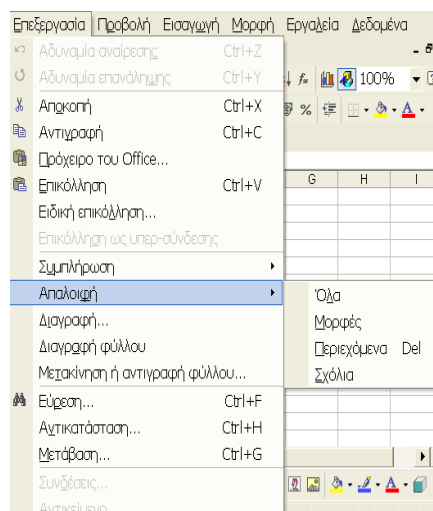 Επεξεργασία Προβολή Εισαγωγή Μορφή Εργαλεία Δεδομένα
Αδυναμία αναίρεσης Ctrl+Z
Αδυναμία επανάληψης Ctrl+Y
100%
Αποκοπή Ctrl+X
%
Αντιγραφή Ctrl+C
Πρόχειρο του Office...
Επικόλληση Ctrl+V
G H I
Ειδική επικόλληση...
Επικόλληση ως υπερ-σύνδεσης
Συμπλήρωση
Απαλοιφή
Όλα
Διαγραφή...
Μορφές
Διαγραφή φύλλου
Περιεχόμενα Del
Μετακίνηση ή αντιγραφή φύλλου...
Σχόλια
Εύρεση... Ctrl+F
Αντικατάσταση... Ctrl+H
Μετάβαση... Ctrl+G
Συνδέσεις...
Αντικείμενο